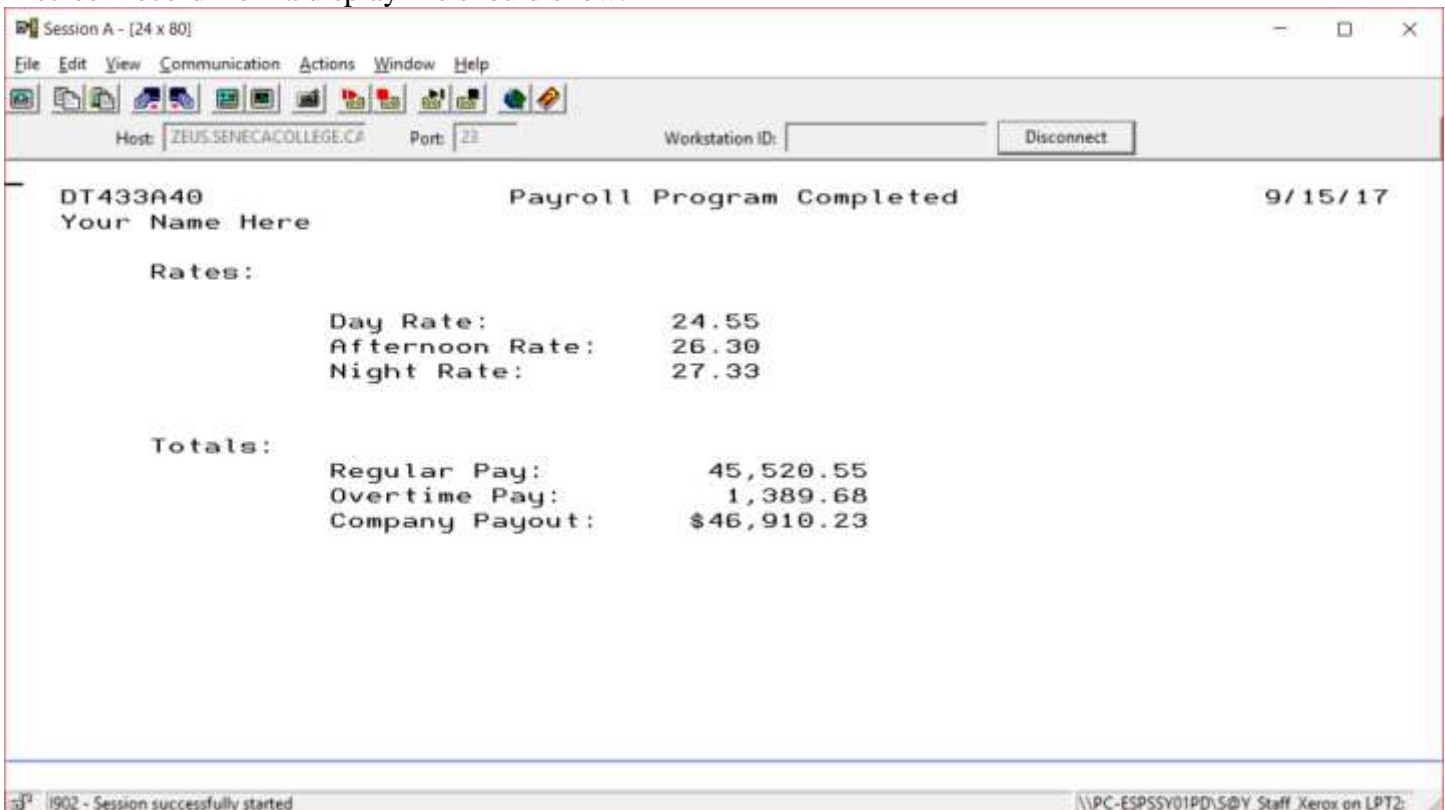 Session A - [24 x 80]
File Edit View Communication Actions Window Help
Host: ZEUS.SENECACOLLEGE.CA Port: 23 Workstation ID: Disconnect
DT433A40 Payroll Program Completed 9/15/17
Your Name Here
Rates:
Day Rate: 24.55
Afternoon Rate: 26.30
Night Rate: 27.33
Totals:
Regular Pay: 45,520.55
Overtime Pay: 1,389.68
Company Payout: $46,910.23
I902 - Session successfully started \\PC-ESPSSY01PD\S@Y_Staff_Xerox on LPT2: